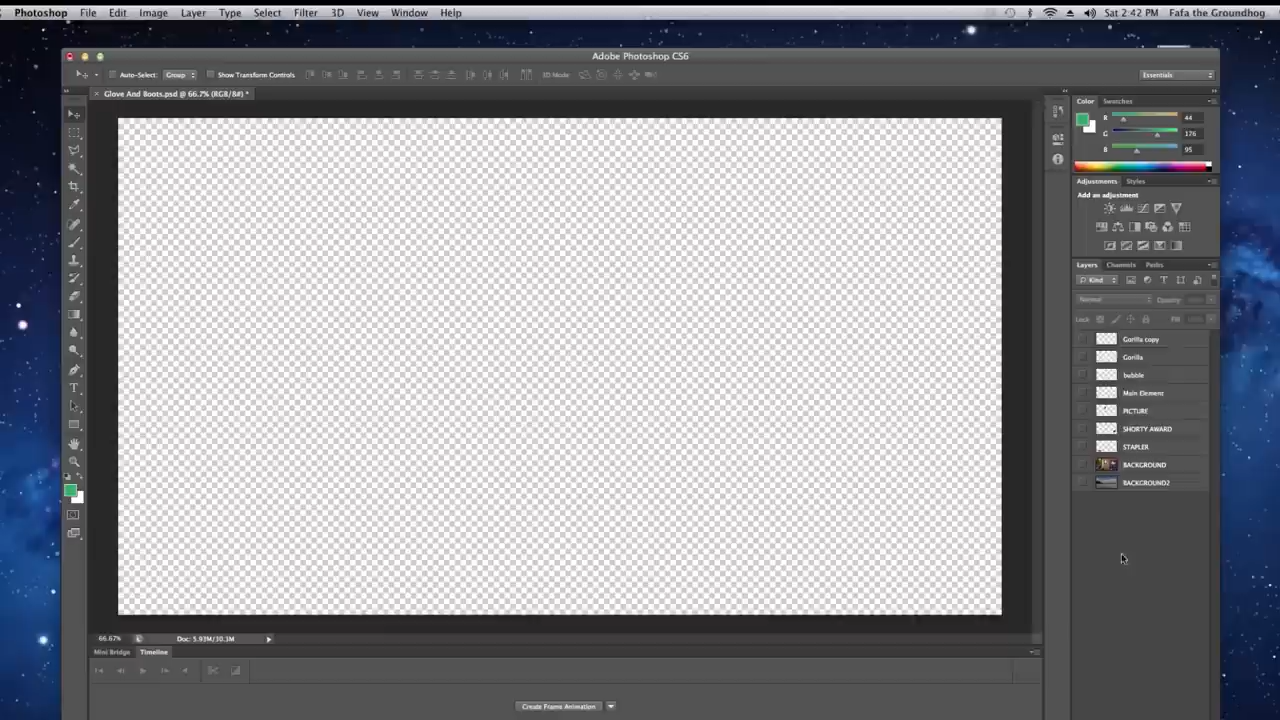 Photoshop File Edit Image Layer Type Select Filter 3D View Window Help Sat 2:42 PM Fafa the Groundhog
Adobe Photoshop CS6
Auto-Select: Group Show Transform Controls 3D Mode: Essentials
× Glove And Boots.psd @ 66.7% (RGB/8#) *
Color Swatches
R 44
G 176
B 95
Adjustments Styles
Add an adjustment
Layers Channels Paths
Kind
Normal Opacity:
Lock: Fill:
Gorilla copy
Gorilla
bubble
Main Element
PICTURE
SHORTY AWARD
STAPLER
BACKGROUND
BACKGROUND2
66.67% Doc: 5.93M/30.3M
Mini Bridge Timeline
Create Frame Animation